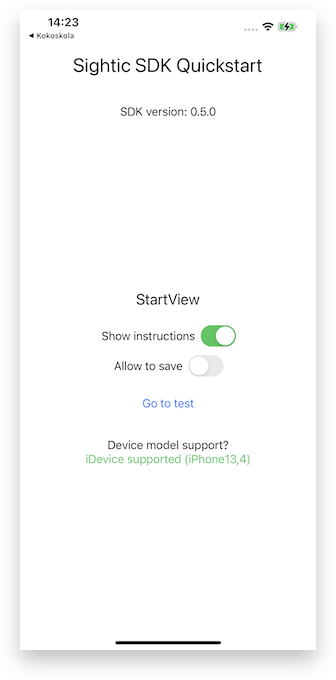 14:23
◀ Kokoskola
Sightic SDK Quickstart
SDK version: 0.5.0
StartView
Show instructions
Allow to save
Go to test
Device model support?
iDevice supported (iPhone13,4)